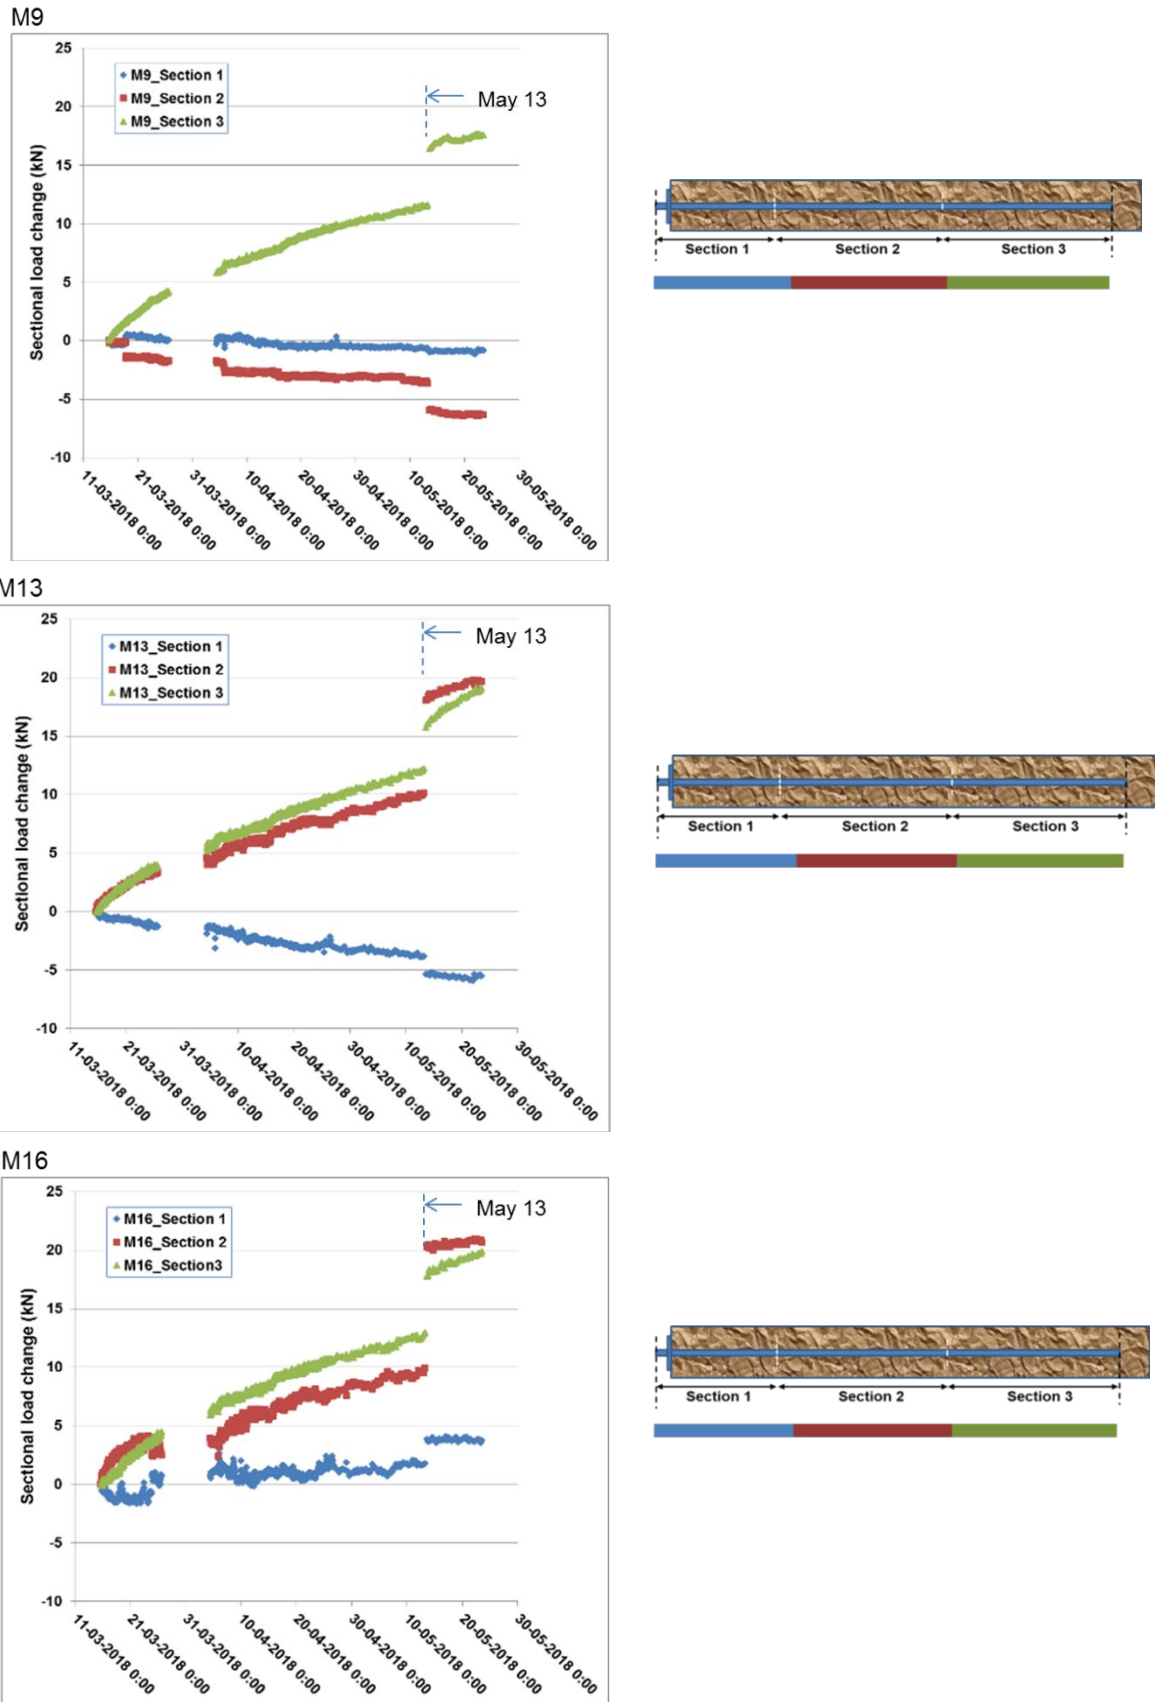 M9
25
20
15
10
5
0
-5
-10
Sectional load change (kN)
M9_Section 1
M9_Section 2
M9_Section 3
May 13
11-03-2018 0:00
21-03-2018 0:00
31-03-2018 0:00
10-04-2018 0:00
20-04-2018 0:00
30-04-2018 0:00
10-05-2018 0:00
20-05-2018 0:00
30-05-2018 0:00
Section 1
Section 2
Section 3
M13
25
20
15
10
5
0
-5
-10
Sectional load change (kN)
M13_Section 1
M13_Section 2
M13_Section 3
May 13
11-03-2018 0:00
21-03-2018 0:00
31-03-2018 0:00
10-04-2018 0:00
20-04-2018 0:00
30-04-2018 0:00
10-05-2018 0:00
20-05-2018 0:00
30-05-2018 0:00
Section 1
Section 2
Section 3
M16
25
20
15
10
5
0
-5
-10
Sectional load change (kN)
M16_Section 1
M16_Section 2
M16_Section3
May 13
11-03-2018 0:00
21-03-2018 0:00
31-03-2018 0:00
10-04-2018 0:00
20-04-2018 0:00
30-04-2018 0:00
10-05-2018 0:00
20-05-2018 0:00
30-05-2018 0:00
Section 1
Section 2
Section 3